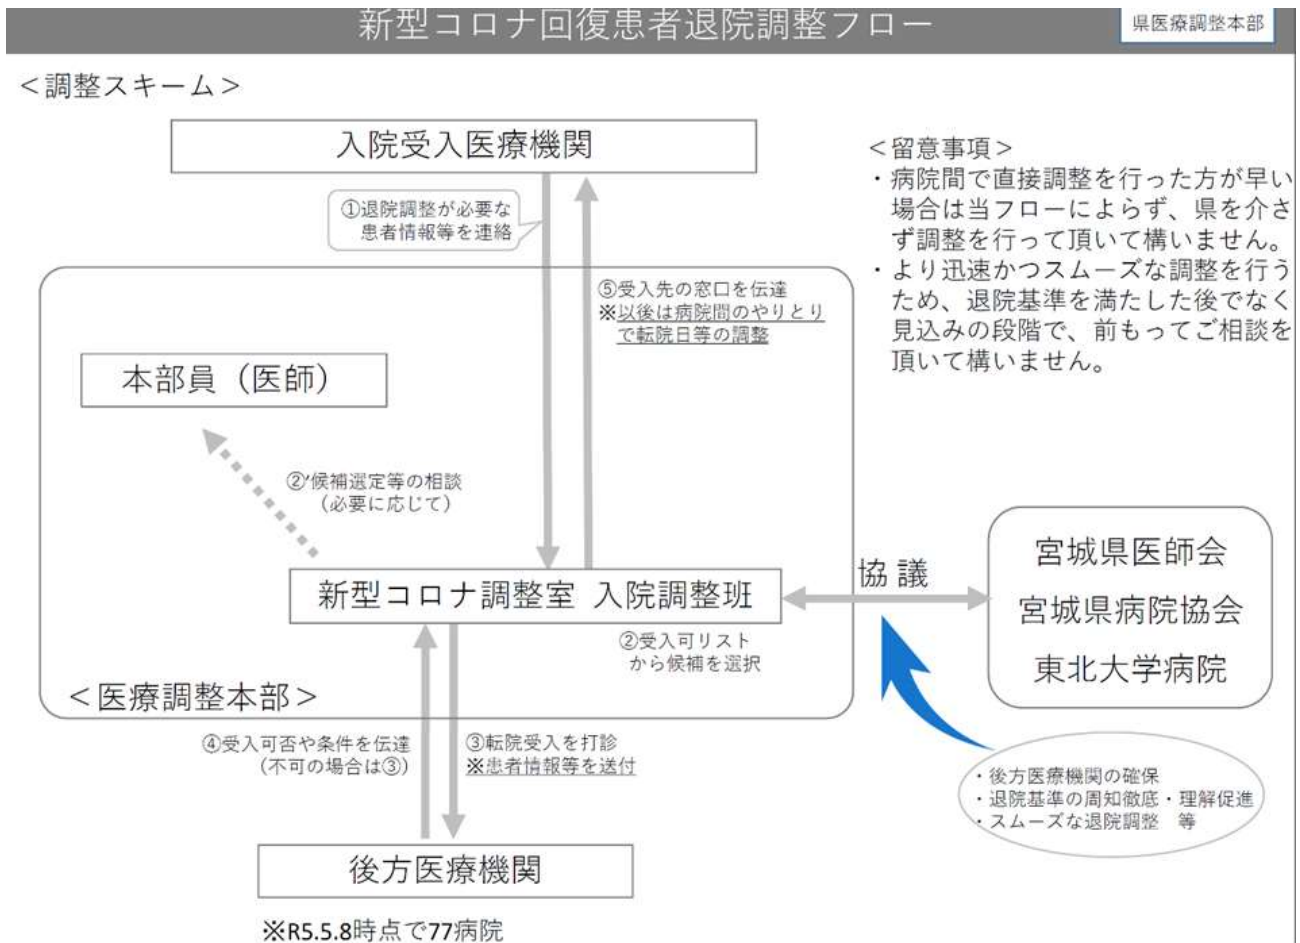 新型コロナ回復患者退院調整フロー
県医療調整本部
＜調整スキーム＞
入院受入医療機関
①退院調整が必要な
患者情報等を連絡
⑤受入先の窓口を伝達
※以後は病院間のやりとり
で転院日等の調整
本部員（医師）
②’候補選定等の相談
（必要に応じて）
新型コロナ調整室 入院調整班
②受入可リスト
から候補を選択
＜医療調整本部＞
④受入可否や条件を伝達
（不可の場合は③）
③転院受入を打診
※患者情報等を送付
後方医療機関
※R5.5.8時点で77病院
＜留意事項＞
・病院間で直接調整を行った方が早い
場合は当フローによらず、県を介さ
ず調整を行って頂いて構いません。
・より迅速かつスムーズな調整を行う
ため、退院基準を満たした後でなく
見込みの段階で、前もってご相談を
頂いて構いません。
協議
宮城県医師会
宮城県病院協会
東北大学病院
・後方医療機関の確保
・退院基準の周知徹底・理解促進
・スムーズな退院調整　等